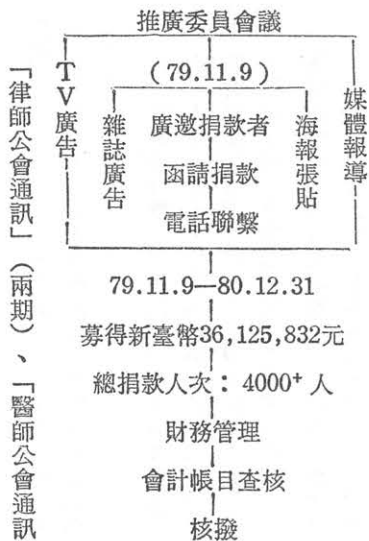 推廣委員會議
(79.11.9)
TV廣告
雜誌廣告
廣邀捐款者
函請捐款
電話聯繫
海報張貼
媒體報導
79.11.9—80.12.31
募得新臺幣36,125,832元
總捐款人次：4000⁺人
財務管理
會計帳目查核
核撥
「律師公會通訊」（兩期）、「醫師公會通訊